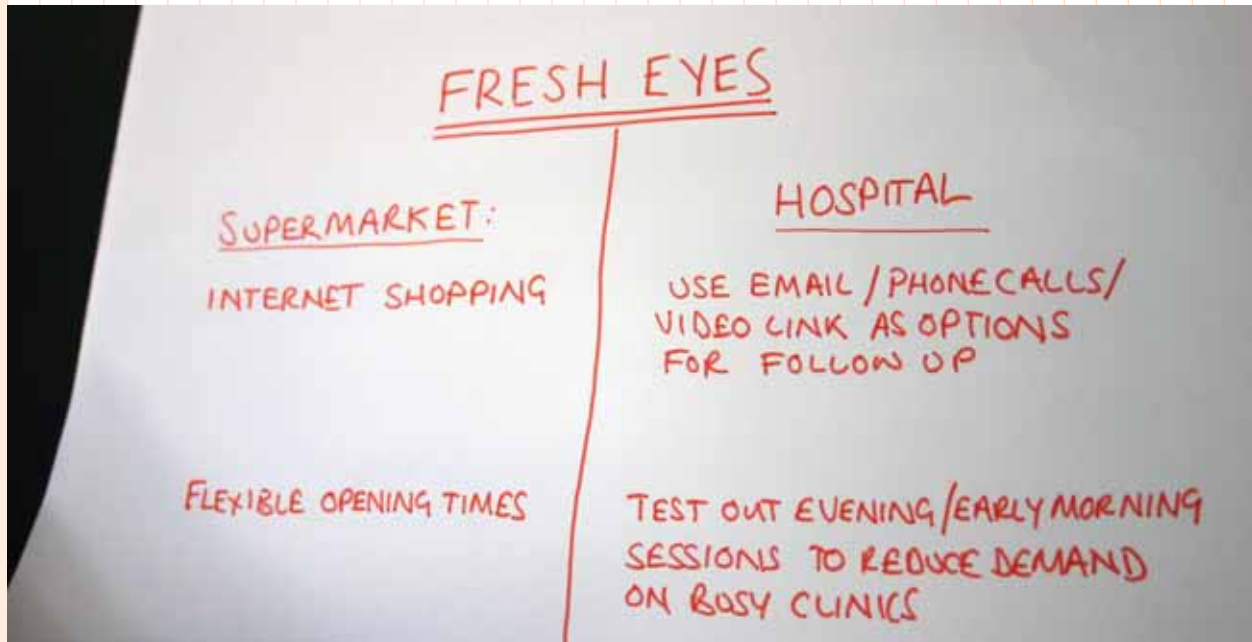 FRESH EYES
SUPERMARKET:
INTERNET SHOPPING
FLEXIBLE OPENING TIMES
HOSPITAL
USE EMAIL / PHONECALLS/
VIDEO LINK AS OPTIONS
FOR FOLLOW UP
TEST OUT EVENING/EARLY MORNING
SESSIONS TO REDUCE DEMAND
ON BUSY CLINICS